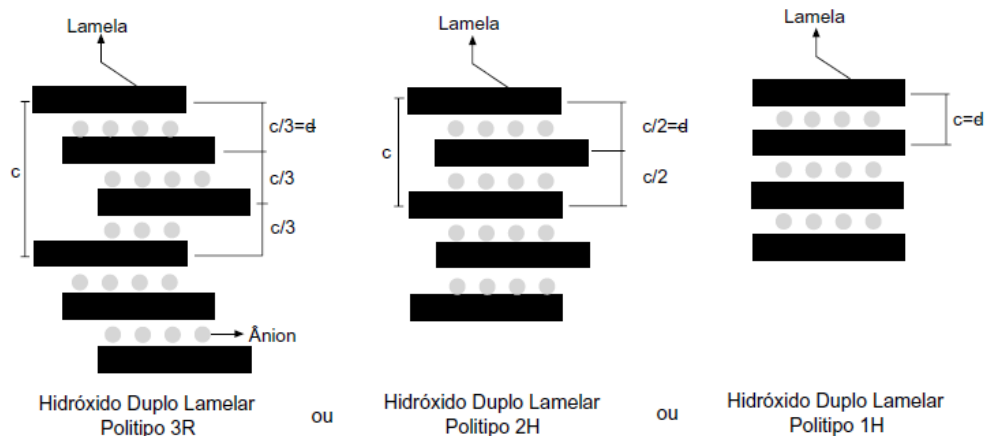 Lamela
c/3=d
c
c/3
c/3
Ânion
Hidróxido Duplo Lamelar
Politipo 3R
ou
Lamela
c/2=d
c
c/2
Hidróxido Duplo Lamelar
Politipo 2H
ou
Lamela
c=d
Hidróxido Duplo Lamelar
Politipo 1H